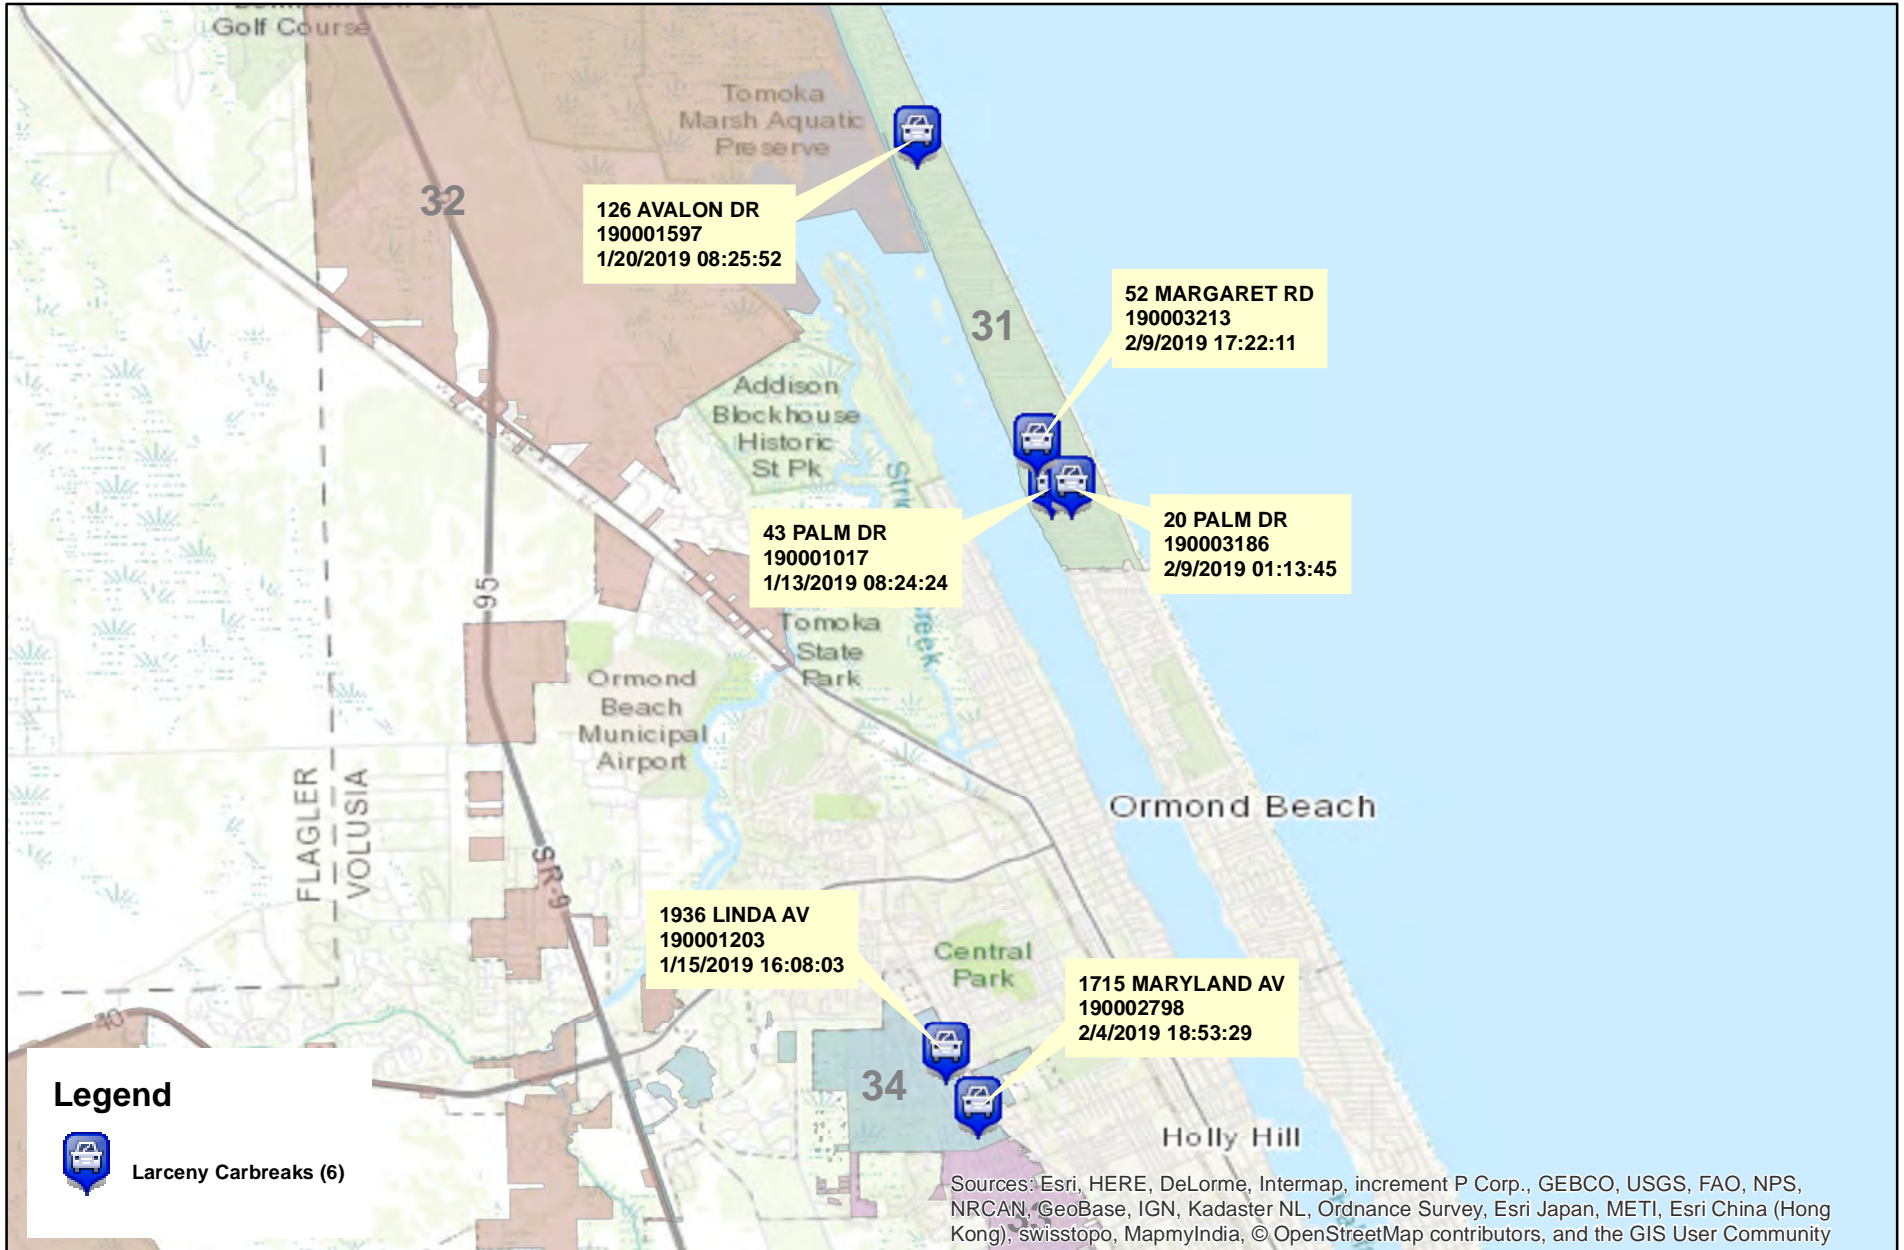 Golf Course
Tomoka
Marsh Aquatic
Preserve
32
126 AVALON DR
190001597
1/20/2019 08:25:52
52 MARGARET RD
190003213
2/9/2019 17:22:11
31
Addison
Blockhouse
Historic
St Pk
43 PALM DR
190001017
1/13/2019 08:24:24
20 PALM DR
190003186
2/9/2019 01:13:45
95
Tomoka
State
Park
Ormond
Beach
Municipal
Airport
FLAGLER
VOLUSIA
Ormond Beach
SR-9
1936 LINDA AV
190001203
1/15/2019 16:08:03
Central
Park
1715 MARYLAND AV
190002798
2/4/2019 18:53:29
40
34
Legend
Larceny Carbreaks (6)
Holly Hill
33
Sources: Esri, HERE, DeLorme, Intermap, increment P Corp., GEBCO, USGS, FAO, NPS,
NRCAN, GeoBase, IGN, Kadaster NL, Ordnance Survey, Esri Japan, METI, Esri China (Hong
Kong), swisstopo, MapmyIndia, © OpenStreetMap contributors, and the GIS User Community